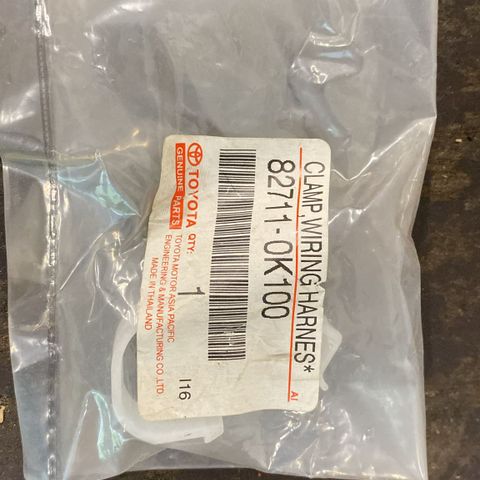 CLAMP,WIRING HARNES*
82711-0K100
AI
TOYOTA
GENUINE PARTS
QTY:
1
TOYOTA MOTOR ASIA PACIFIC
ENGINEERING & MANUFACTURING CO.,LTD.
MADE IN THAILAND
I16